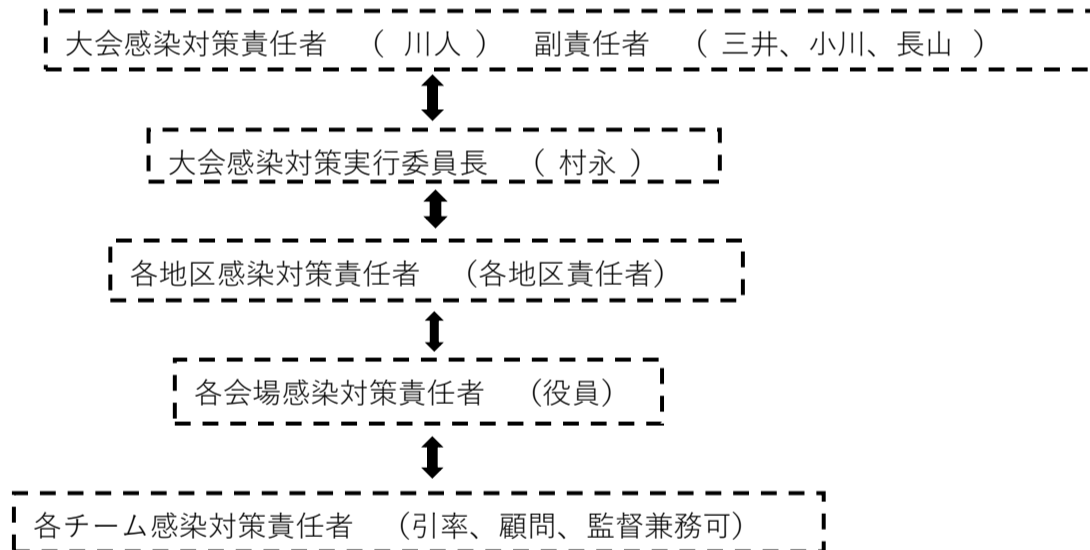 大会感染対策責任者　（ 川人 ）　副責任者　（ 三井、小川、長山 ）
大会感染対策実行委員長　（ 村永 ）
各地区感染対策責任者　（各地区責任者）
各会場感染対策責任者　（役員）
各チーム感染対策責任者　（引率、顧問、監督兼務可）